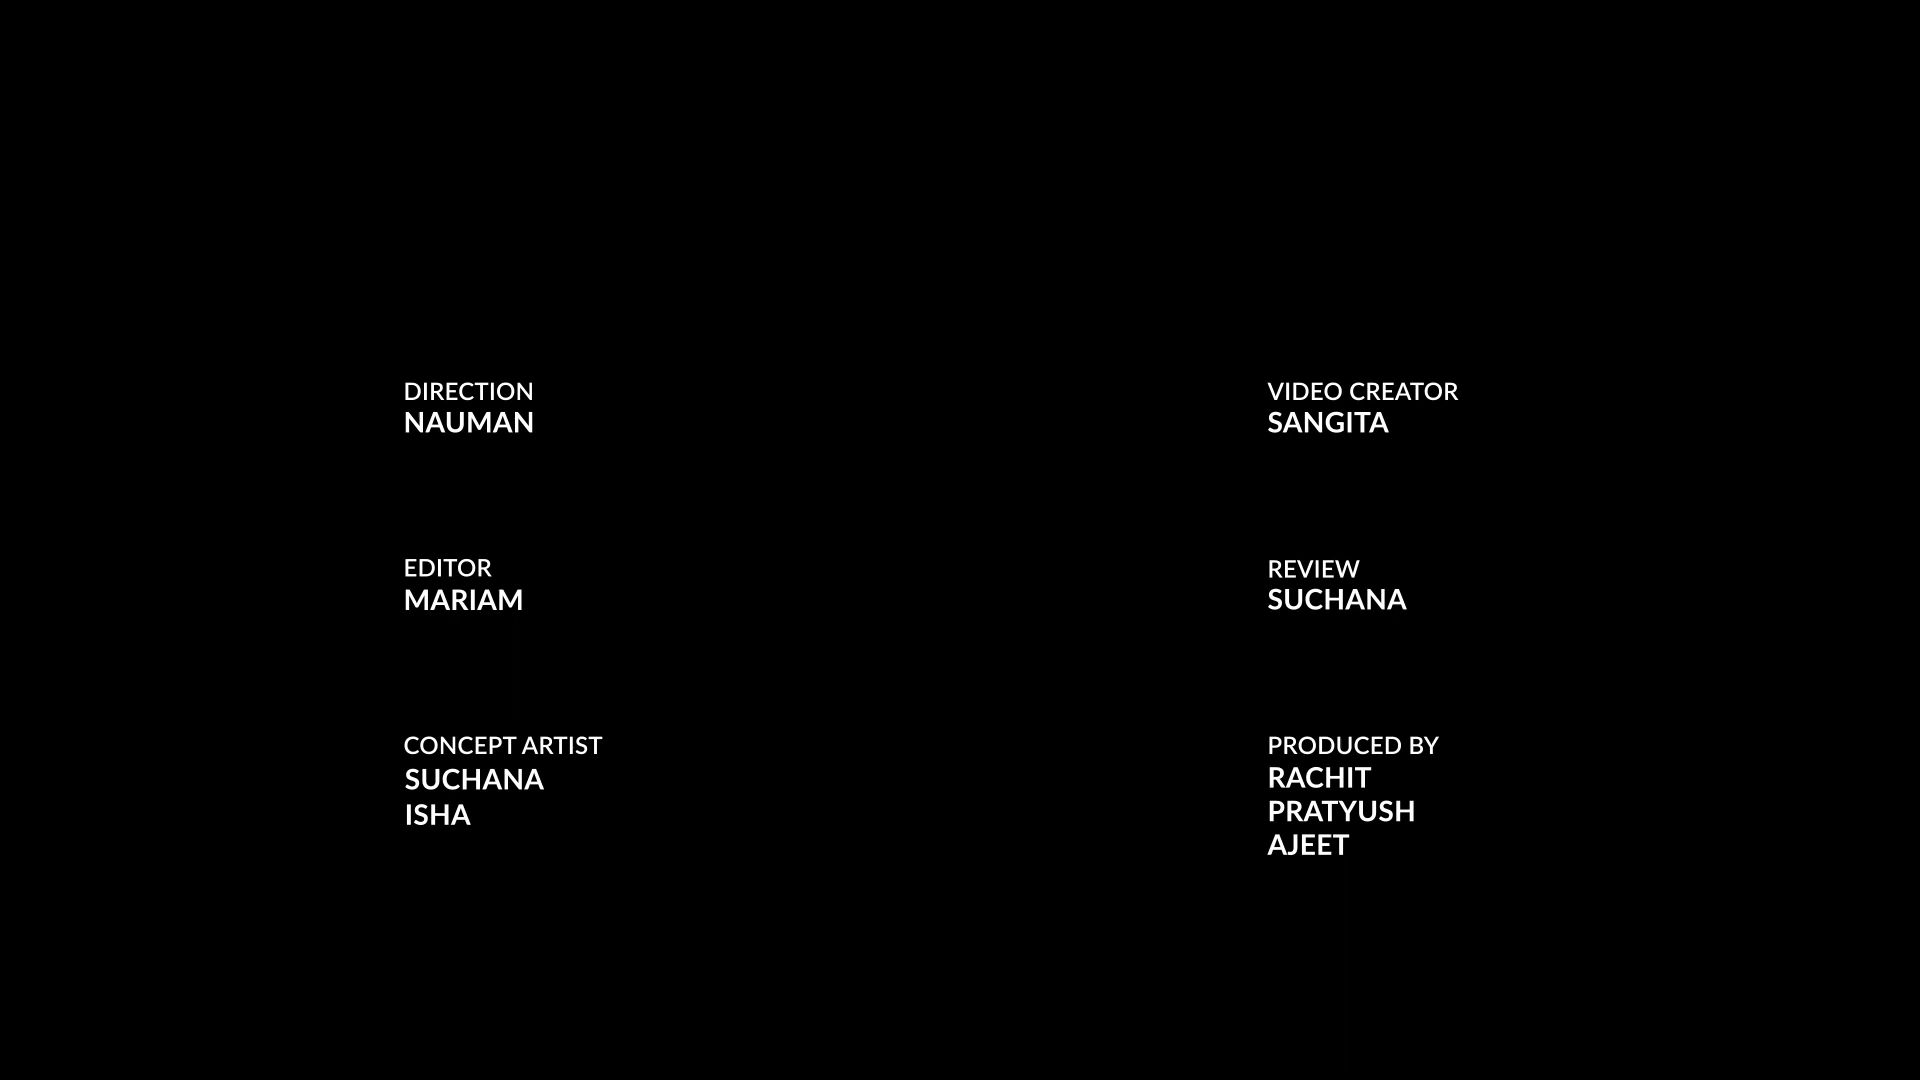 DIRECTION
NAUMAN
VIDEO CREATOR
SANGITA
EDITOR
MARIAM
REVIEW
SUCHANA
CONCEPT ARTIST
SUCHANA
ISHA
PRODUCED BY
RACHIT
PRATYUSH
AJEET